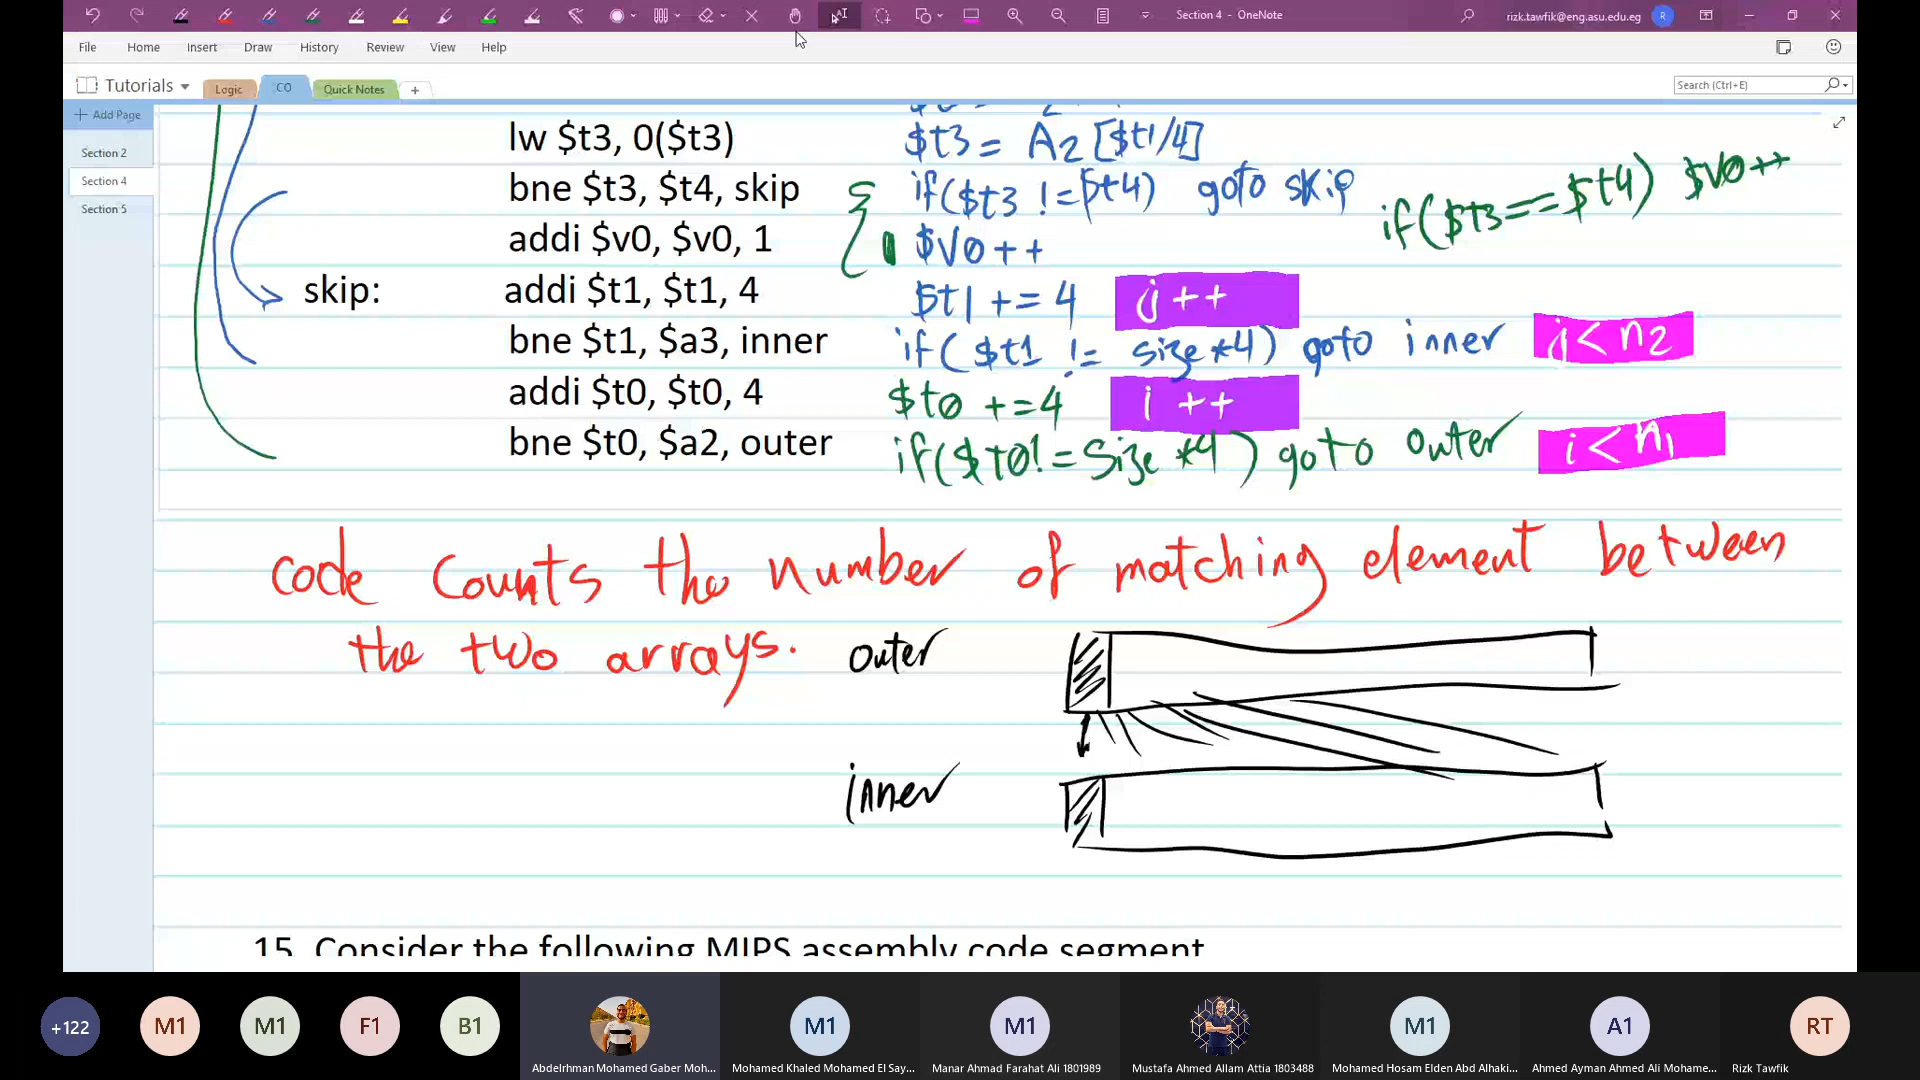 Section 4 - OneNote
rizk.tawfik@eng.asu.edu.eg
R
File Home Insert Draw History Review View Help
Tutorials
Logic CO Quick Notes +
Search (Ctrl+E)
+ Add Page
Section 2
Section 4
Section 5
lw $t3, 0($t3) $t3 = A2 [$t1/4]
bne $t3, $t4, skip if($t3 != $t4) goto skip if($t3==$t4) $v0++
addi $v0, $v0, 1 $v0++
skip: addi $t1, $t1, 4 $t1 += 4 j++
bne $t1, $a3, inner if($t1 != size*4) goto inner j<n2
addi $t0, $t0, 4 $t0 +=4 i++
bne $t0, $a2, outer if($t0!=Size*4) goto outer i<n1
code counts the number of matching element between
the two arrays. outer
inner
15. Consider the following MIPS assembly code segment
+122 M1 M1 F1 B1 M1 M1 M1 A1 RT
Abdelrhman Mohamed Gaber Moh... Mohamed Khaled Mohamed El Say... Manar Ahmad Farahat Ali 1801989 Mustafa Ahmed Allam Attia 1803488 Mohamed Hosam Elden Abd Alhaki... Ahmed Ayman Ahmed Ali Mohame... Rizk Tawfik